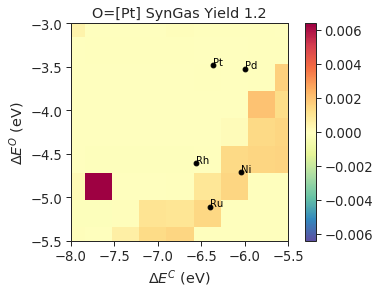 O=[Pt] SynGas Yield 1.2
−3.0
−3.5
−4.0
−4.5
−5.0
−5.5
ΔE^O (eV)
Pt
Pd
Rh
Ni
Ru
−8.0 −7.5 −7.0 −6.5 −6.0 −5.5
ΔE^C (eV)
0.006
0.004
0.002
0.000
−0.002
−0.004
−0.006